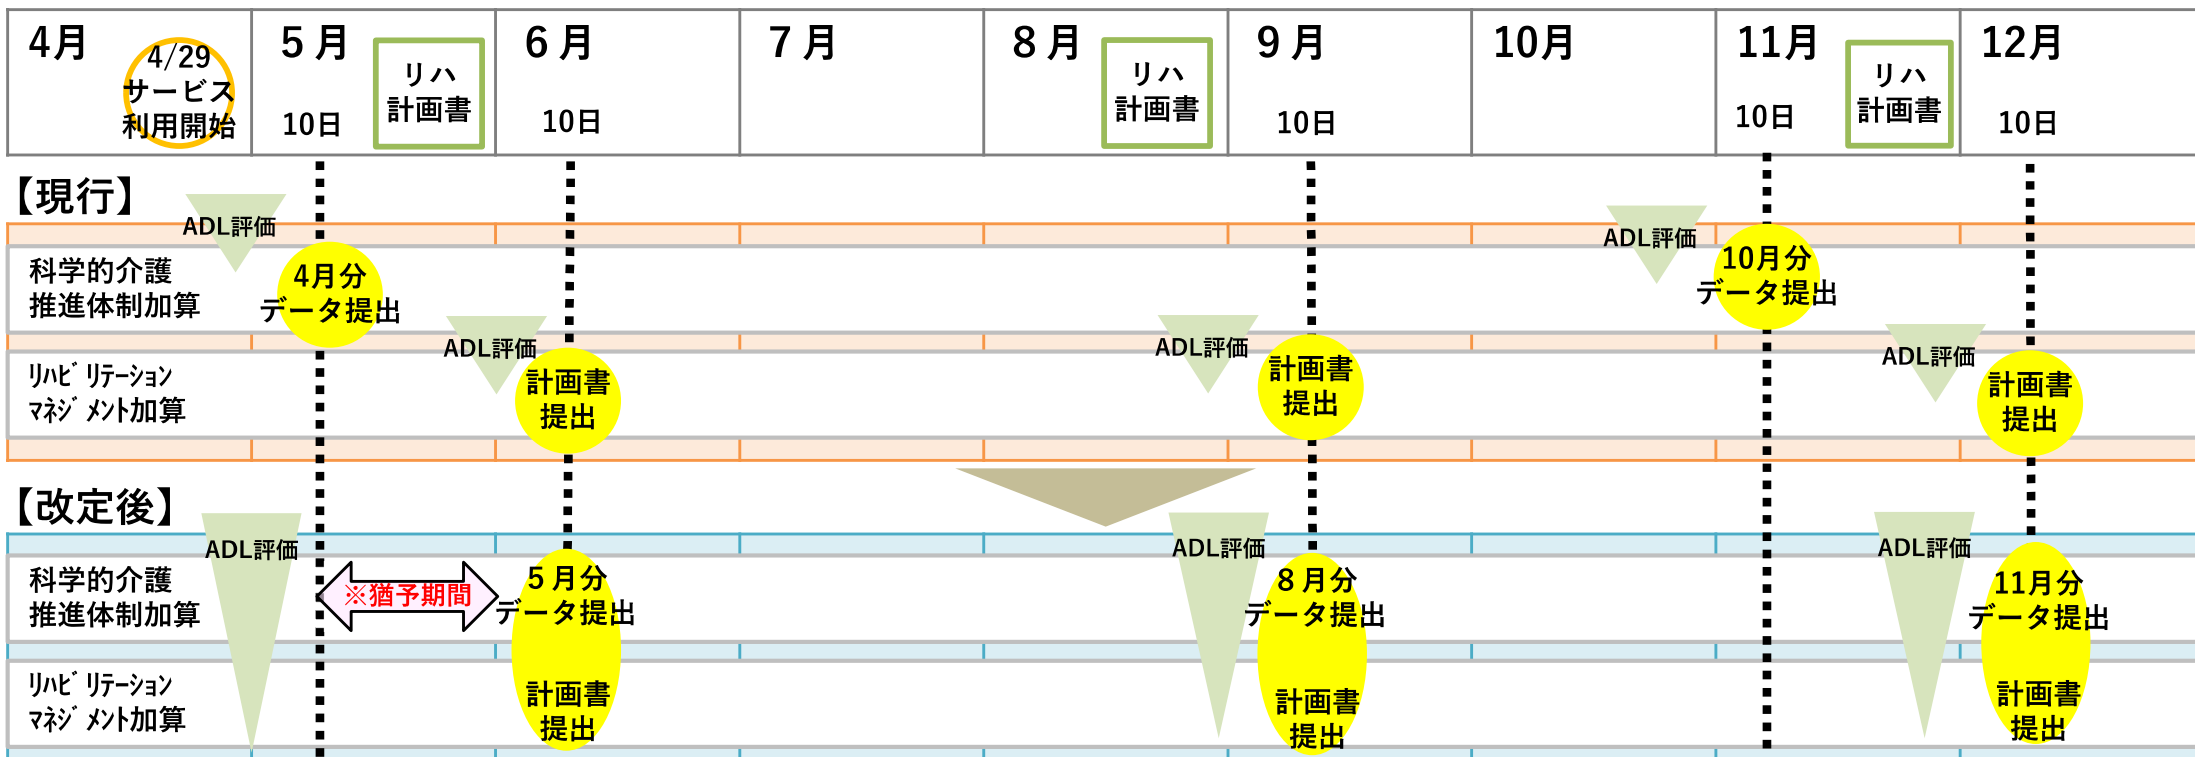 4月
4/29
サービス
利用開始
5月
10日
リハ
計画書
6月
10日
7月
8月
リハ
計画書
9月
10日
10月
11月
10日
リハ
計画書
12月
10日
【現行】
ADL評価
科学的介護
推進体制加算
4月分
データ提出
ADL評価
10月分
データ提出
ﾘﾊﾋﾞﾘﾃｰｼｮﾝ
ﾏﾈｼﾞﾒﾝﾄ加算
ADL評価
計画書
提出
ADL評価
計画書
提出
ADL評価
計画書
提出
【改定後】
ADL評価
科学的介護
推進体制加算
※猶予期間
5月分
データ提出
ADL評価
8月分
データ提出
ADL評価
11月分
データ提出
ﾘﾊﾋﾞﾘﾃｰｼｮﾝ
ﾏﾈｼﾞﾒﾝﾄ加算
計画書
提出
計画書
提出
計画書
提出